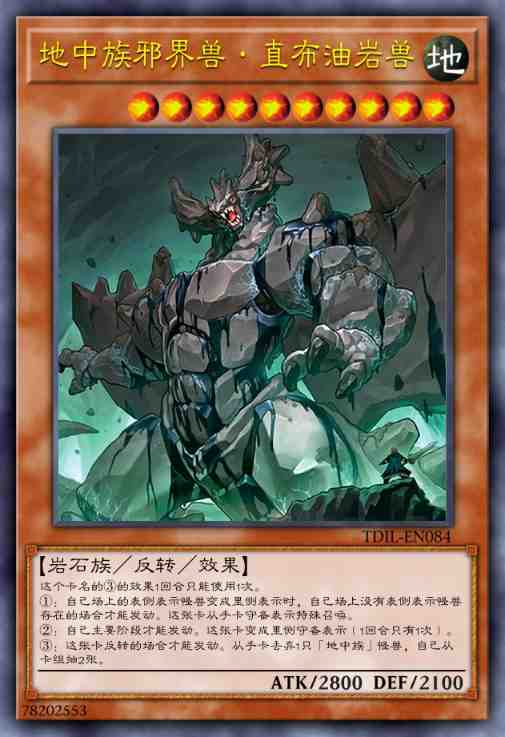 地中族邪界兽·直布油岩兽
地
TDIL-EN084
【岩石族/反转/效果】
这个卡名的③的效果1回合只能使用1次。
①：自己场上的表侧表示怪兽变成里侧表示时，自己场上没有表侧表示怪兽
存在的场合才能发动。这张卡从手卡守备表示特殊召唤。
②：自己主要阶段才能发动。这张卡变成里侧守备表示（1回合只有1次）。
③：这张卡反转的场合才能发动。从手卡丢弃1只「地中族」怪兽，自己从
卡组抽2张。
ATK/2800 DEF/2100
78202553